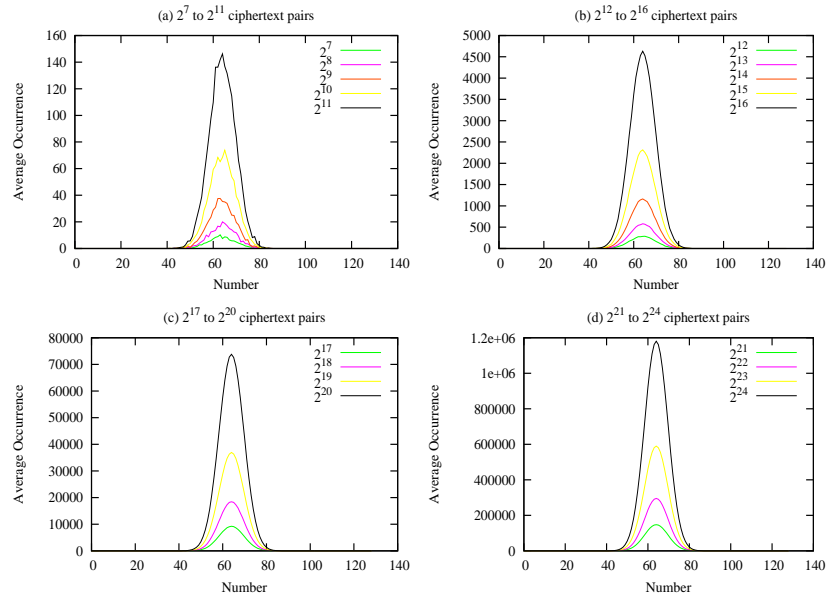 (a) 2^7 to 2^11 ciphertext pairs
Average Occurrence
160
140
120
100
80
60
40
20
0
0 20 40 60 80 100 120 140
Number
2^7
2^8
2^9
2^10
2^11
(b) 2^12 to 2^16 ciphertext pairs
Average Occurrence
5000
4500
4000
3500
3000
2500
2000
1500
1000
500
0
0 20 40 60 80 100 120 140
Number
2^12
2^13
2^14
2^15
2^16
(c) 2^17 to 2^20 ciphertext pairs
Average Occurrence
80000
70000
60000
50000
40000
30000
20000
10000
0
0 20 40 60 80 100 120 140
Number
2^17
2^18
2^19
2^20
(d) 2^21 to 2^24 ciphertext pairs
Average Occurrence
1.2e+06
1e+06
800000
600000
400000
200000
0
0 20 40 60 80 100 120 140
Number
2^21
2^22
2^23
2^24